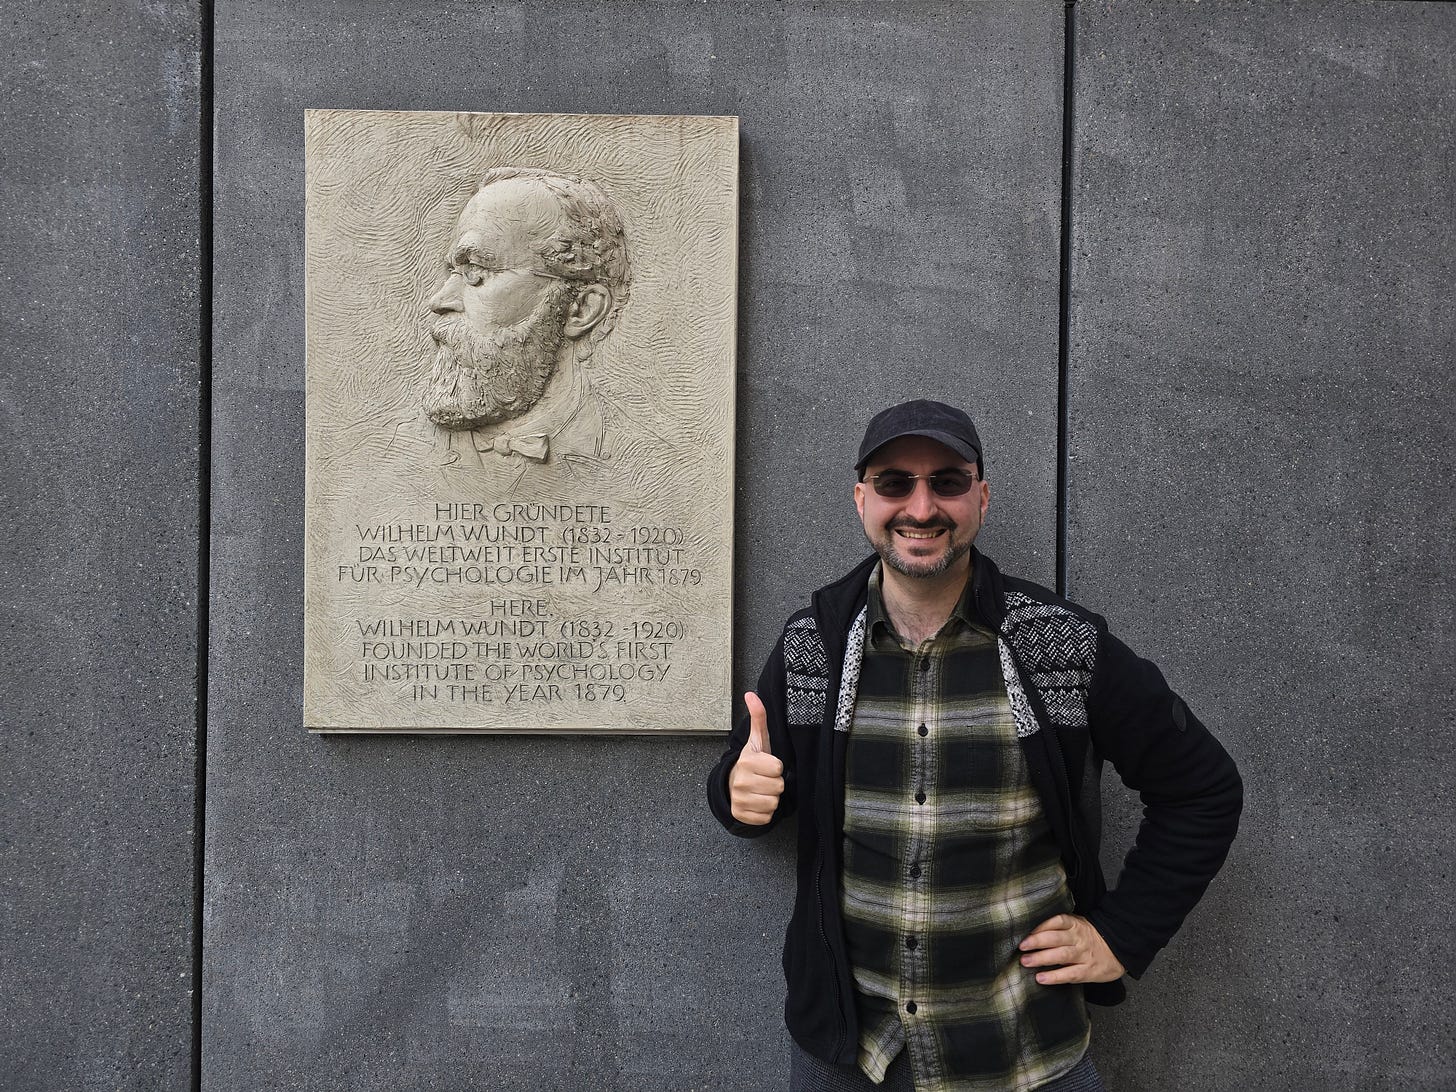 HIER GRÜNDETE
WILHELM WUNDT (1832-1920)
DAS WELTWEIT ERSTE INSTITUT
FÜR PSYCHOLOGIE IM JAHR 1879
HERE,
WILHELM WUNDT (1832-1920)
FOUNDED THE WORLD'S FIRST
INSTITUTE OF PSYCHOLOGY
IN THE YEAR 1879.